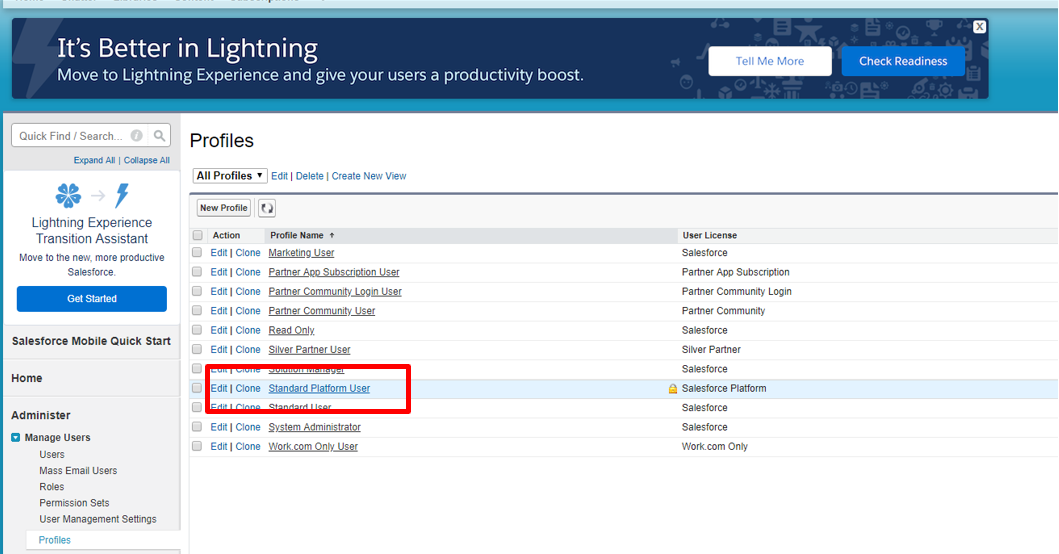 Home Chatter Libraries Content Subscriptions
It's Better in Lightning
Move to Lightning Experience and give your users a productivity boost.
Tell Me More
Check Readiness
X
Quick Find / Search...
Expand All | Collapse All
Lightning Experience
Transition Assistant
Move to the new, more productive
Salesforce.
Get Started
Salesforce Mobile Quick Start
Home
Administer
Manage Users
Users
Mass Email Users
Roles
Permission Sets
User Management Settings
Profiles
Profiles
All Profiles Edit | Delete | Create New View
New Profile
Action Profile Name User License
Edit | Clone Marketing User Salesforce
Edit | Clone Partner App Subscription User Partner App Subscription
Edit | Clone Partner Community Login User Partner Community Login
Edit | Clone Partner Community User Partner Community
Edit | Clone Read Only Salesforce
Edit | Clone Silver Partner User Silver Partner
Edit | Clone Solution Manager Salesforce
Edit | Clone Standard Platform User Salesforce Platform
Edit | Clone Standard User Salesforce
Edit | Clone System Administrator Salesforce
Edit | Clone Work.com Only User Work.com Only